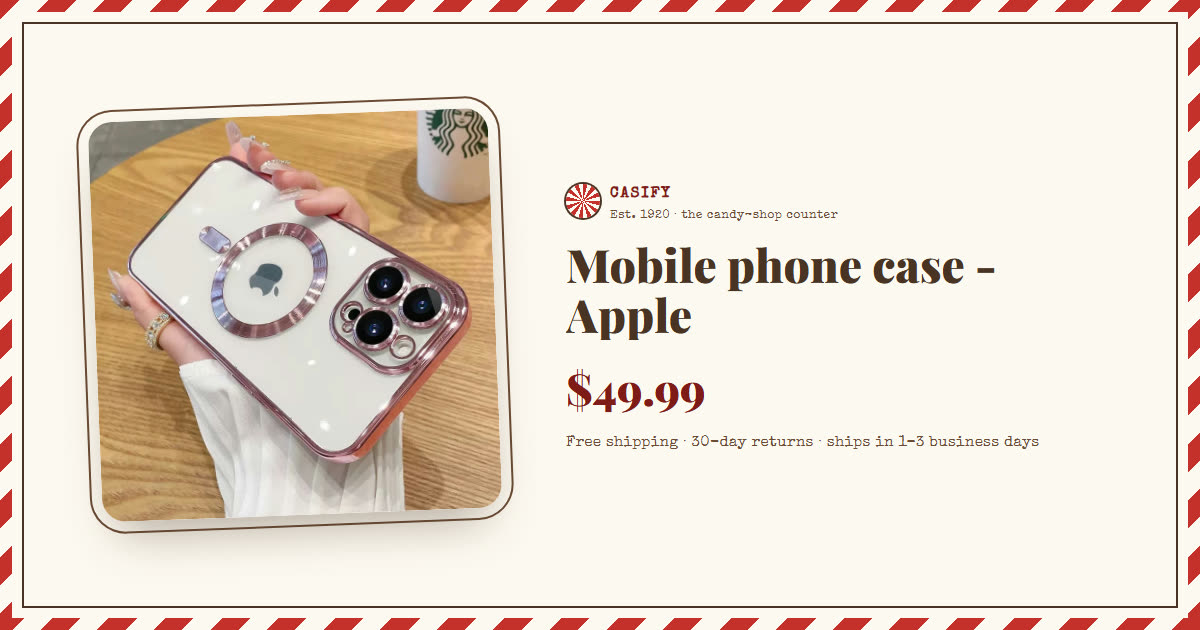 CASIFY
Est. 1920 · the candy-shop counter
Mobile phone case -
Apple
$49.99
Free shipping · 30-day returns · ships in 1-3 business days